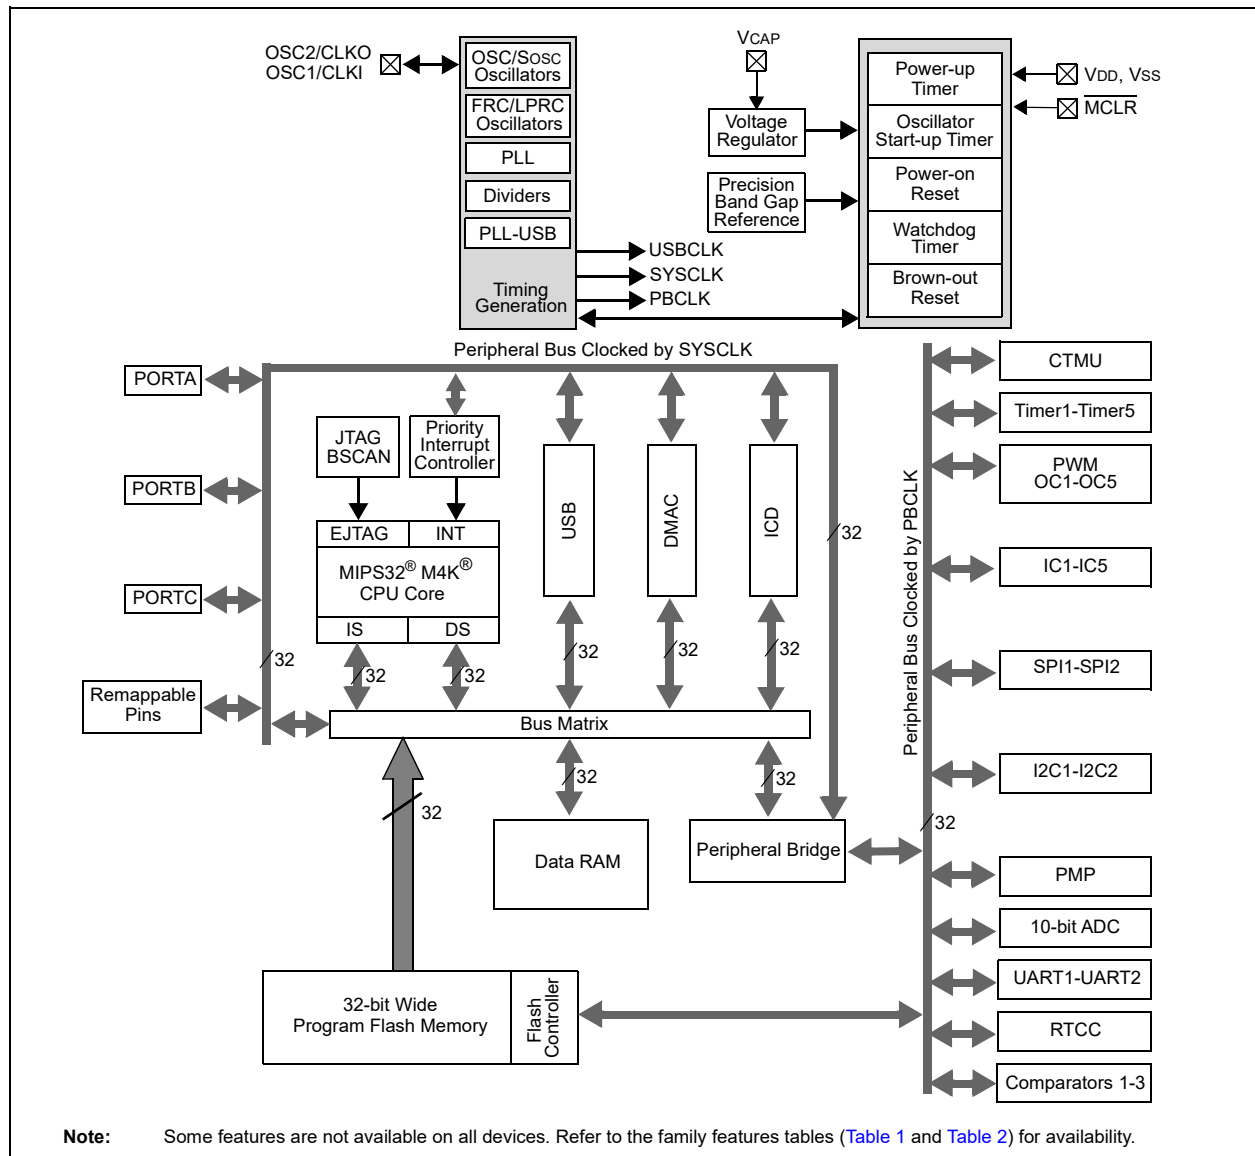 OSC2/CLKO
OSC1/CLKI
OSC/SOSC
Oscillators
FRC/LPRC
Oscillators
PLL
Dividers
PLL-USB
Timing
Generation
USBCLK
SYSCLK
PBCLK
VCAP
Voltage
Regulator
Precision
Band Gap
Reference
Power-up
Timer
Oscillator
Start-up Timer
Power-on
Reset
Watchdog
Timer
Brown-out
Reset
VDD, VSS
MCLR
Peripheral Bus Clocked by SYSCLK
PORTA
PORTB
PORTC
Remappable
Pins
32
JTAG
BSCAN
Priority
Interrupt
Controller
EJTAG
INT
MIPS32® M4K®
CPU Core
IS
DS
32
32
USB
DMAC
ICD
32
32
32
32
Bus Matrix
32
32
32
Data RAM
Peripheral Bridge
32-bit Wide
Program Flash Memory
Flash
Controller
Peripheral Bus Clocked by PBCLK
32
CTMU
Timer1-Timer5
PWM
OC1-OC5
IC1-IC5
SPI1-SPI2
I2C1-I2C2
PMP
10-bit ADC
UART1-UART2
RTCC
Comparators 1-3
Note: Some features are not available on all devices. Refer to the family features tables (Table 1 and Table 2) for availability.